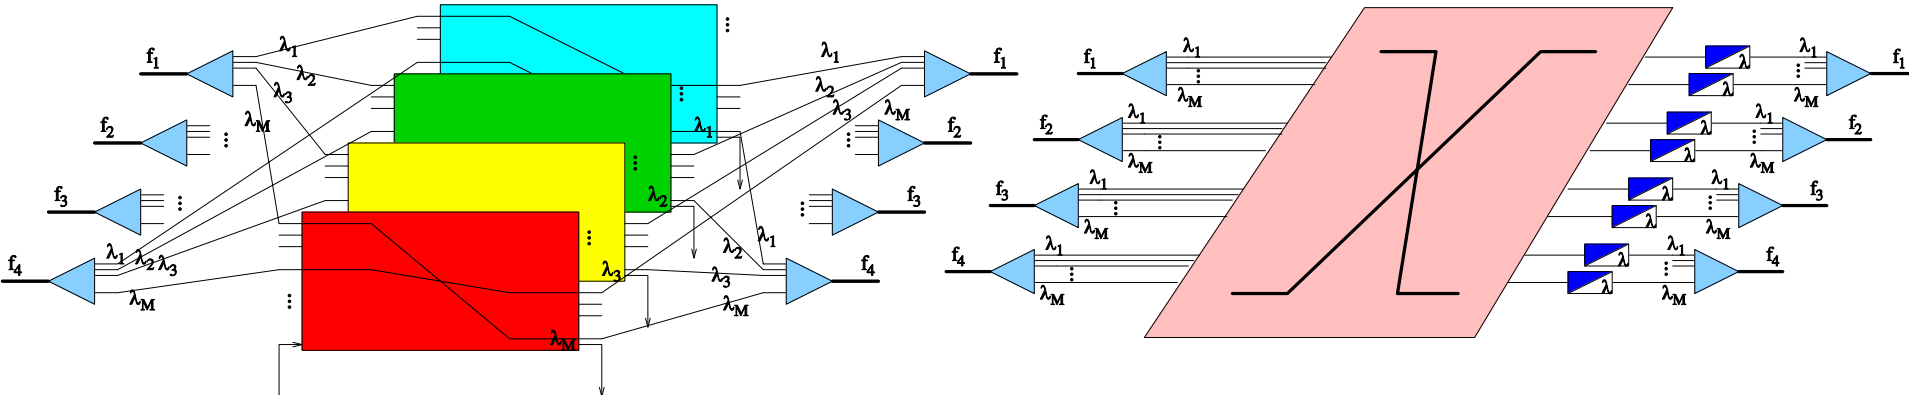 f1 λ1 λ2 λ3 λM
f2
f3
f4 λ1 λ2 λ3 λM
λ1
λ2
λ3
λM
λ1 λ2 λ3 λM f1
f2
f3
λ1 λ2 λ3 λM f4
f1 λ1 λM
f2 λ1 λM
f3 λ1 λM
f4 λ1 λM
λ λ λ1 λM f1
λ λ λ1 λM f2
λ λ λ1 λM f3
λ λ λ1 λM f4